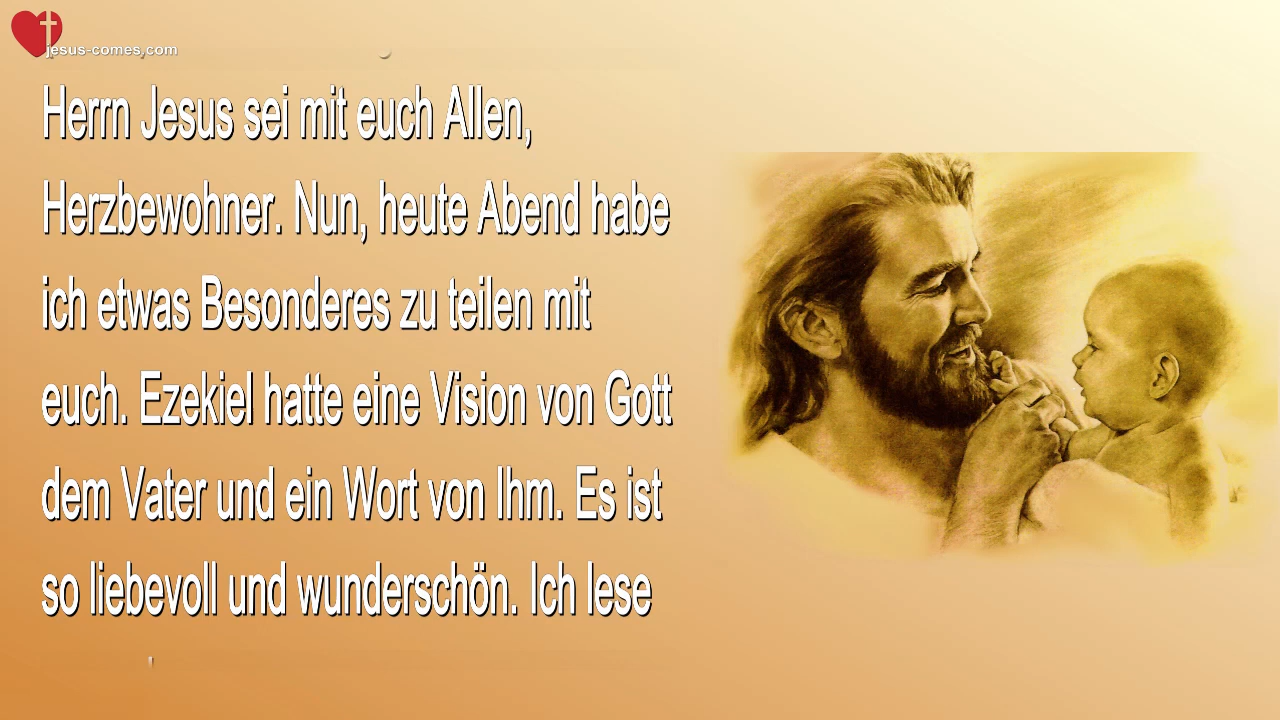 jesus-comes.com
Herrn Jesus sei mit euch Allen,
Herzbewohner. Nun, heute Abend habe
ich etwas Besonderes zu teilen mit
euch. Ezekiel hatte eine Vision von Gott
dem Vater und ein Wort von Ihm. Es ist
so liebevoll und wunderschön. Ich lese